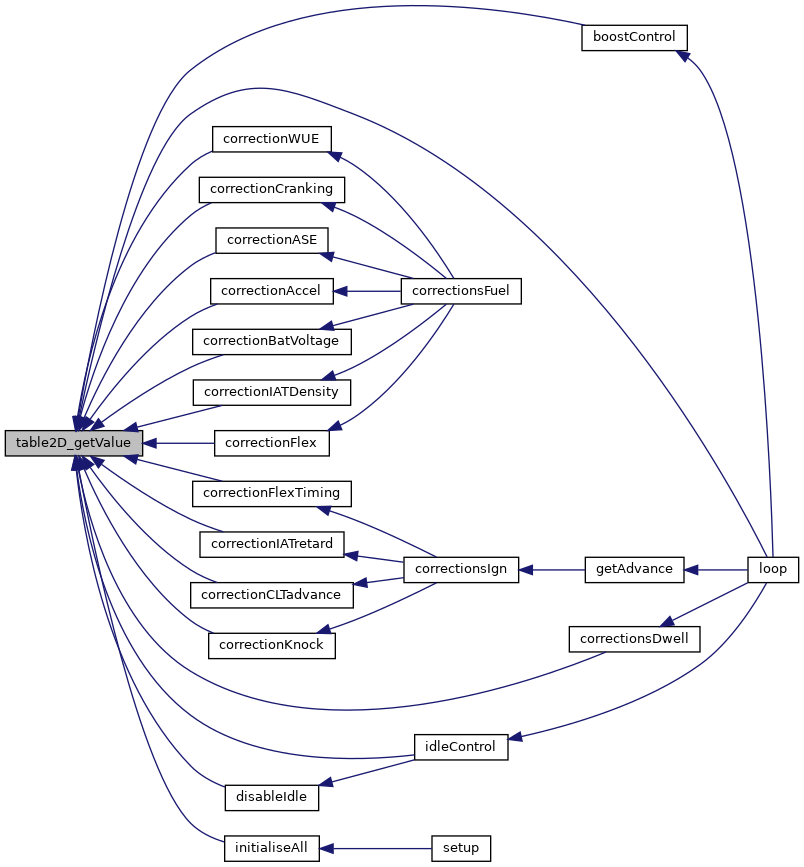 boostControl
correctionWUE
correctionCranking
correctionASE
correctionAccel
correctionsFuel
correctionBatVoltage
correctionIATDensity
table2D_getValue
correctionFlex
correctionFlexTiming
correctionIATretard
correctionsIgn
getAdvance
loop
correctionCLTadvance
correctionKnock
correctionsDwell
idleControl
disableIdle
initialiseAll
setup